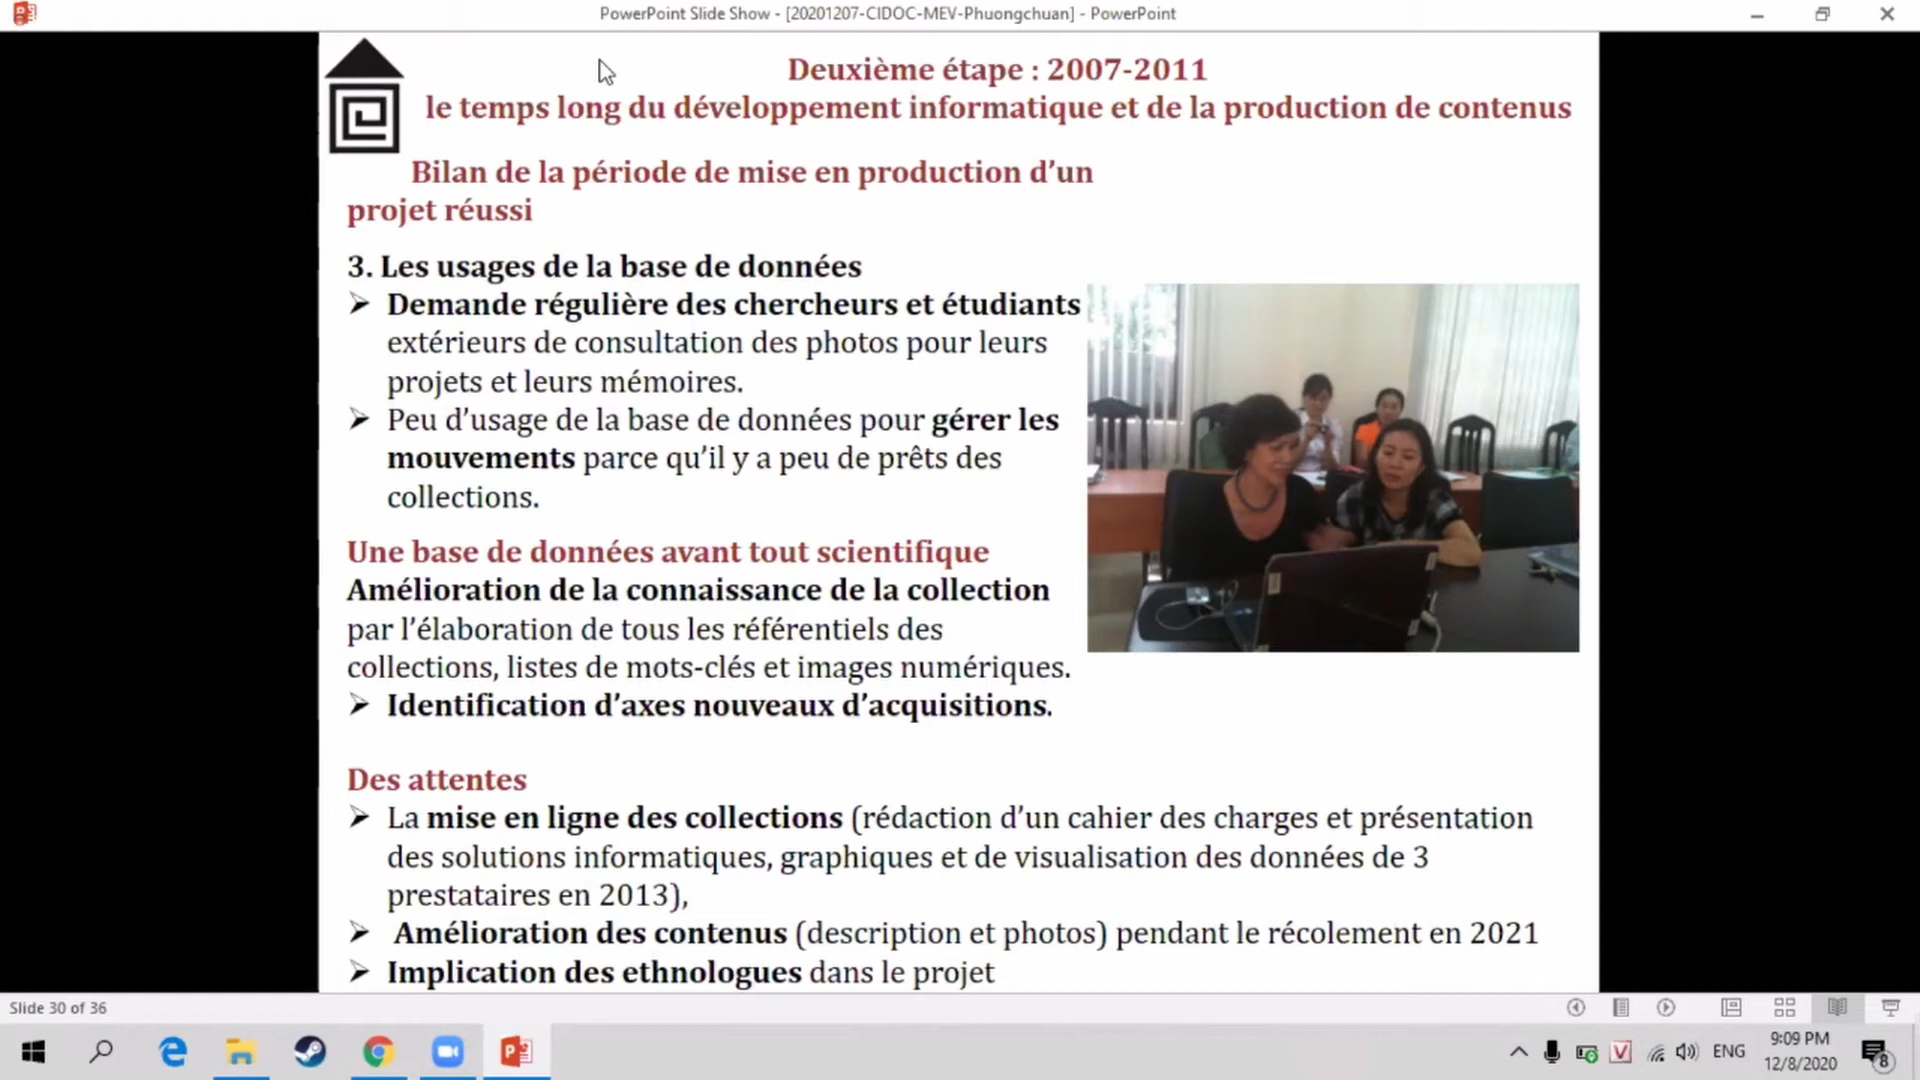 PowerPoint Slide Show - [20201207-CIDOC-MEV-Phuongchuan] - PowerPoint
Deuxième étape : 2007-2011
le temps long du développement informatique et de la production de contenus
Bilan de la période de mise en production d’un
projet réussi
3. Les usages de la base de données
➢ Demande régulière des chercheurs et étudiants
extérieurs de consultation des photos pour leurs
projets et leurs mémoires.
➢ Peu d’usage de la base de données pour gérer les
mouvements parce qu’il y a peu de prêts des
collections.
Une base de données avant tout scientifique
Amélioration de la connaissance de la collection
par l’élaboration de tous les référentiels des
collections, listes de mots-clés et images numériques.
➢ Identification d’axes nouveaux d’acquisitions.
Des attentes
➢ La mise en ligne des collections (rédaction d’un cahier des charges et présentation
des solutions informatiques, graphiques et de visualisation des données de 3
prestataires en 2013),
➢ Amélioration des contenus (description et photos) pendant le récolement en 2021
➢ Implication des ethnologues dans le projet
Slide 30 of 36
ENG
9:09 PM
12/8/2020
8